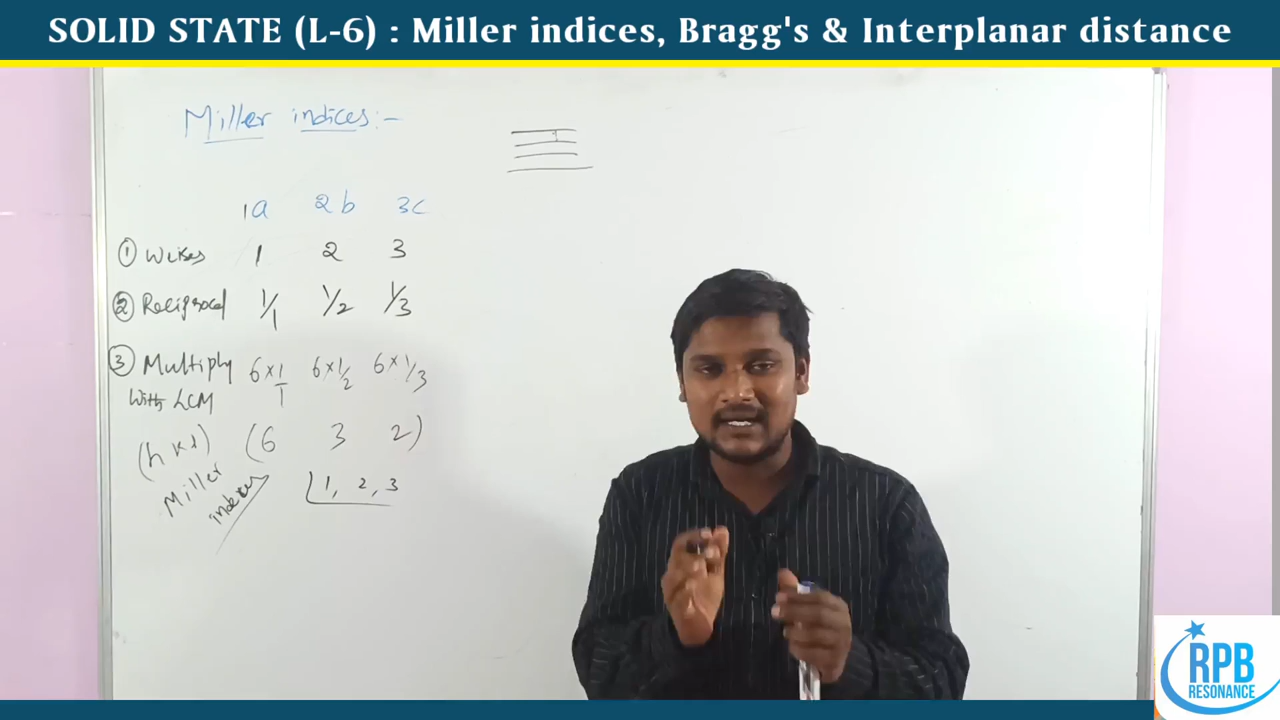 SOLID STATE (L-6) : Miller indices, Bragg's & Interplanar distance
Miller indices:-
1a 2b 3c
① Weises 1 2 3
② Reciprocal 1/1 1/2 1/3
③ Multiply 6×1/1 6×1/2 6×1/3
With LCM
(h k l) (6 3 2)
Miller
indices
1, 2, 3
RPB
RESONANCE